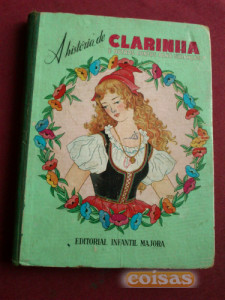 A história de
CLARINHA
EDITORIAL INFANTIL MAJORA
coisas